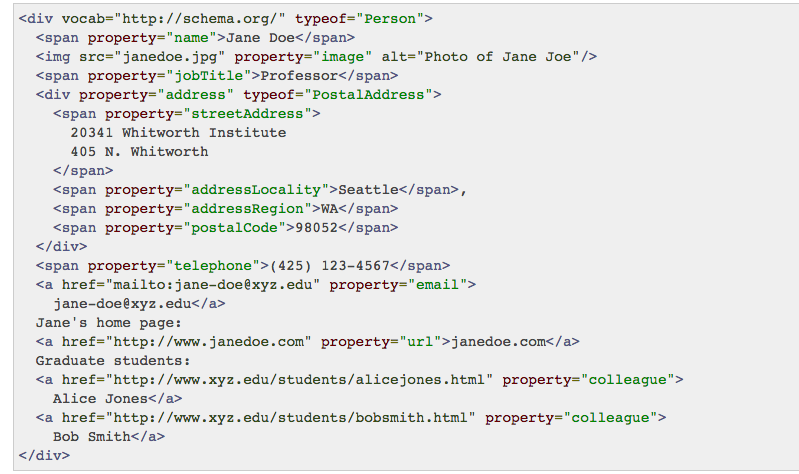 <div vocab="http://schema.org/" typeof="Person">
<span property="name">Jane Doe</span>
<img src="janedoe.jpg" property="image" alt="Photo of Jane Joe"/>
<span property="jobTitle">Professor</span>
<div property="address" typeof="PostalAddress">
<span property="streetAddress">
20341 Whitworth Institute
405 N. Whitworth
</span>
<span property="addressLocality">Seattle</span>,
<span property="addressRegion">WA</span>
<span property="postalCode">98052</span>
</div>
<span property="telephone">(425) 123-4567</span>
<a href="mailto:jane-doe@xyz.edu" property="email">
jane-doe@xyz.edu</a>
Jane's home page:
<a href="http://www.janedoe.com" property="url">janedoe.com</a>
Graduate students:
<a href="http://www.xyz.edu/students/alicejones.html" property="colleague">
Alice Jones</a>
<a href="http://www.xyz.edu/students/bobsmith.html" property="colleague">
Bob Smith</a>
</div>